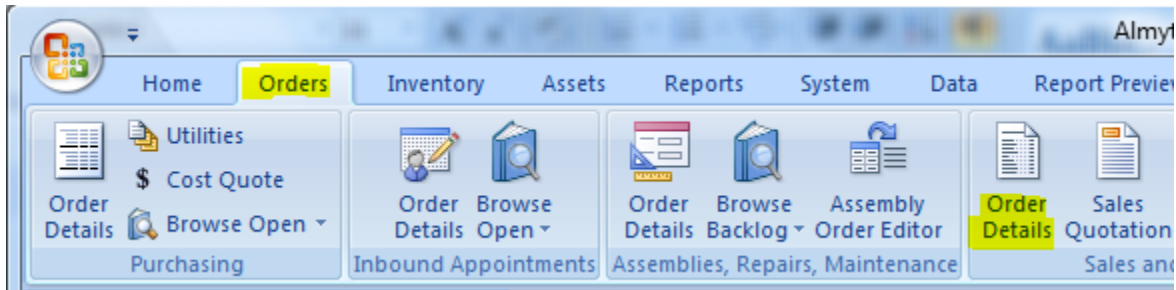 Almyt
Home Orders Inventory Assets Reports System Data Report Preview
Order Details
Utilities
$ Cost Quote
Browse Open
Purchasing
Order Details
Browse Open
Inbound Appointments
Order Details
Browse Backlog
Assembly Order Editor
Assemblies, Repairs, Maintenance
Order Details
Sales Quotation
Sales and